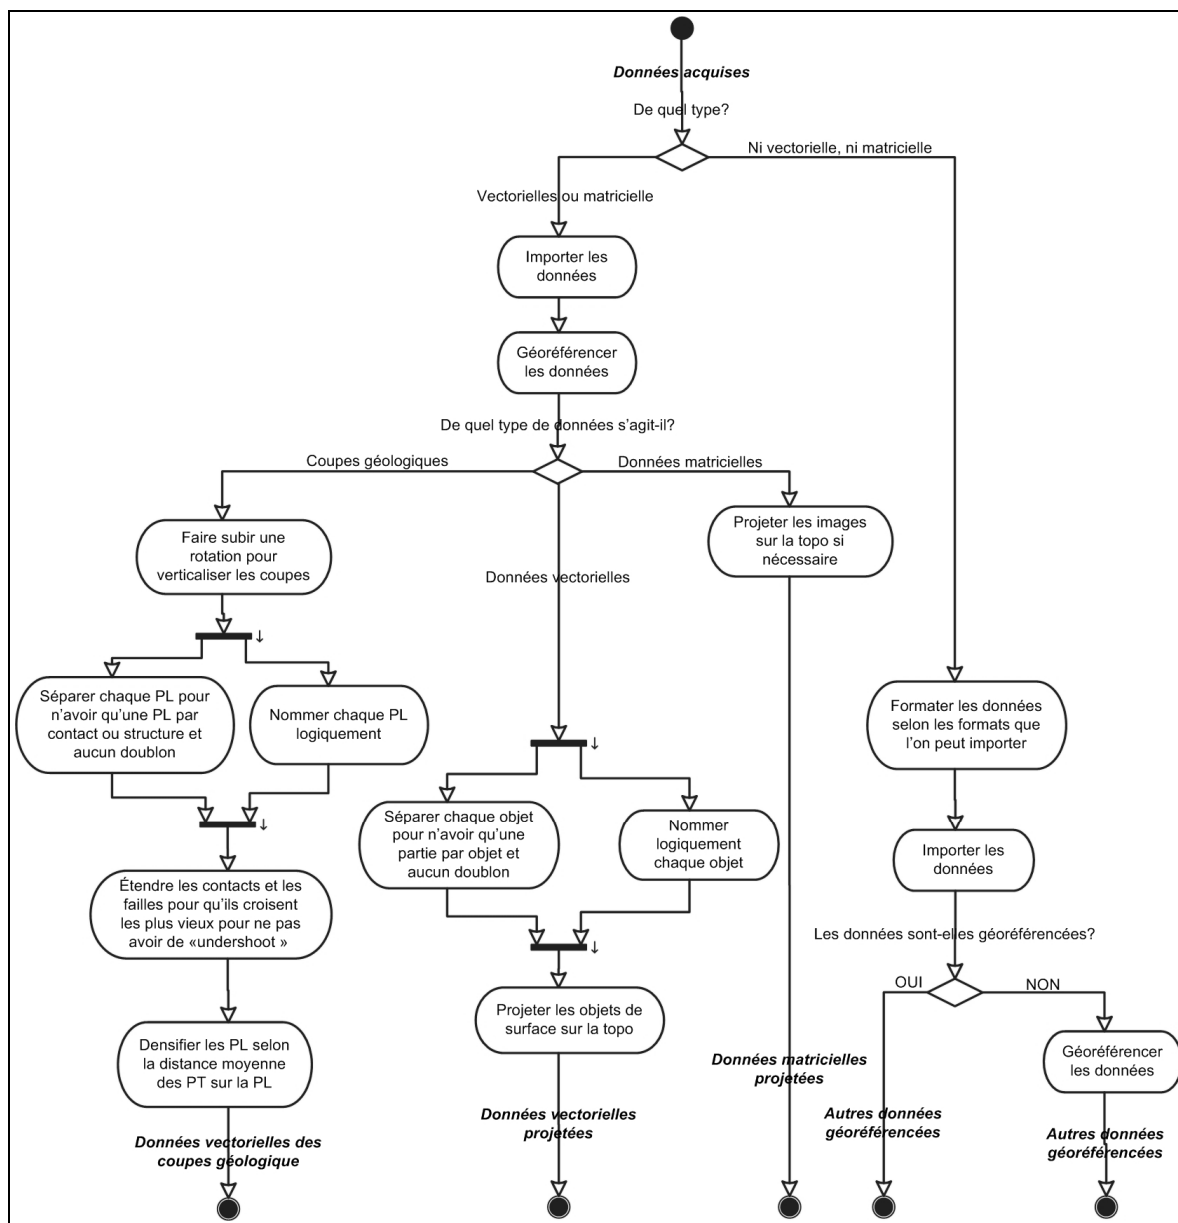 Données acquises
De quel type?
Ni vectorielle, ni matricielle
Vectorielles ou matricielle
Importer les
données
Géoréférencer
les données
De quel type de données s'agit-il?
Coupes géologiques
Données matricielles
Faire subir une
rotation pour
verticaliser les coupes
Projeter les images
sur la topo si
nécessaire
Données vectorielles
↓
Séparer chaque PL pour
n'avoir qu'une PL par
contact ou structure et
aucun doublon
Nommer chaque PL
logiquement
↓
Formater les données
selon les formats que
l'on peut importer
↓
Séparer chaque objet
pour n'avoir qu'une
partie par objet et
aucun doublon
Nommer
logiquement
chaque objet
↓
Importer les
données
Étendre les contacts et les
failles pour qu'ils croisent
les plus vieux pour ne pas
avoir de «undershoot »
Les données sont-elles géoréférencées?
OUI
NON
Projeter les objets de
surface sur la topo
Densifier les PL selon
la distance moyenne
des PT sur la PL
Géoréférencer
les données
Données matricielles
projetées
Données vectorielles des
coupes géologique
Données vectorielles
projetées
Autres données
géoréférencées
Autres données
géoréférencées